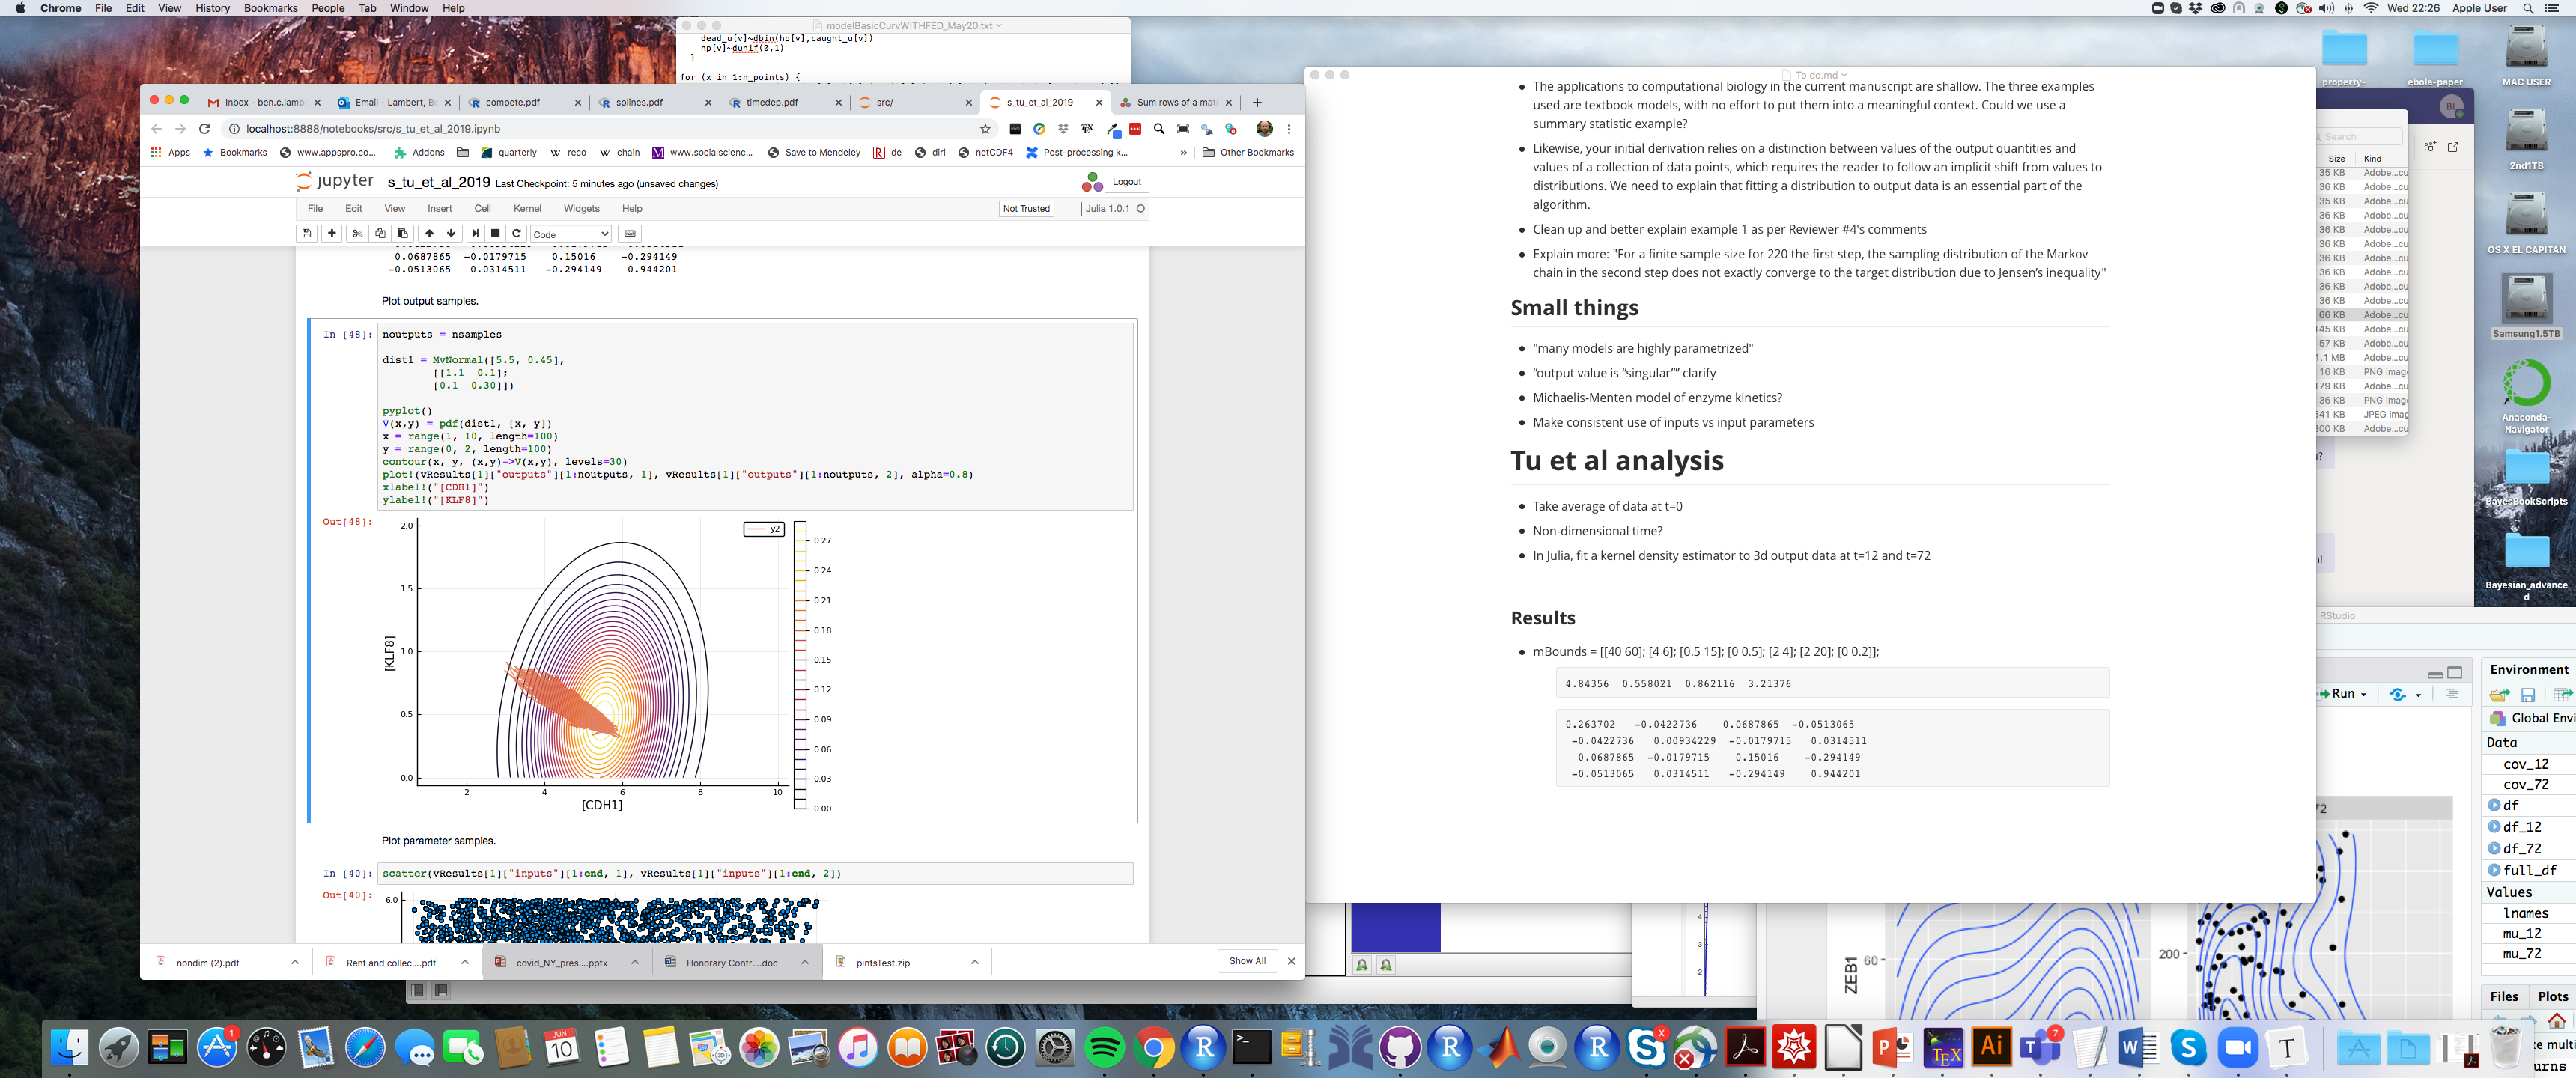 Chrome File Edit View History Bookmarks People Tab Window Help
Wed 22:26 Apple User
modelBasicCurvWITHFED_May20.txt
dead_u[v]~dbin(hp[v],caught_u[v])
hp[v]~dunif(0,1)
}
for (x in 1:n_points) {
Inbox - ben.c.lamb
Email - Lambert, B
compete.pdf
splines.pdf
timedep.pdf
src/
s_tu_et_al_2019
Sum rows of a mat
localhost:8888/notebooks/src/s_tu_et_al_2019.ipynb
Apps Bookmarks www.appspro.co... Addons quarterly reco chain www.socialscienc... Save to Mendeley de diri netCDF4 Post-processing k... » Other Bookmarks
jupyter s_tu_et_al_2019 Last Checkpoint: 5 minutes ago (unsaved changes) Logout
File Edit View Insert Cell Kernel Widgets Help Not Trusted Julia 1.0.1
Code
0.0687865 -0.0179715 0.15016 -0.294149
-0.0513065 0.0314511 -0.294149 0.944201
Plot output samples.
In [48]: noutputs = nsamples
dist1 = MvNormal([5.5, 0.45],
[[1.1 0.1];
[0.1 0.30]])
pyplot()
V(x,y) = pdf(dist1, [x, y])
x = range(1, 10, length=100)
y = range(0, 2, length=100)
contour(x, y, (x,y)->V(x,y), levels=30)
plot!(vResults[1]["outputs"][1:noutputs, 1], vResults[1]["outputs"][1:noutputs, 2], alpha=0.8)
xlabel!("[CDH1]")
ylabel!("[KLF8]")
Out[48]:
2.0
1.5
1.0
0.5
0.0
[KLF8]
2 4 6 8 10
[CDH1]
y2
0.27
0.24
0.21
0.18
0.15
0.12
0.09
0.06
0.03
0.00
Plot parameter samples.
In [40]: scatter(vResults[1]["inputs"][1:end, 1], vResults[1]["inputs"][1:end, 2])
Out[40]: 6.0
nondim (2).pdf
Rent and collec....pdf
covid_NY_pres....pptx
Honorary Contr....doc
pintsTest.zip
Show All
To do.md
• The applications to computational biology in the current manuscript are shallow. The three examples
used are textbook models, with no effort to put them into a meaningful context. Could we use a
summary statistic example?
• Likewise, your initial derivation relies on a distinction between values of the output quantities and
values of a collection of data points, which requires the reader to follow an implicit shift from values to
distributions. We need to explain that fitting a distribution to output data is an essential part of the
algorithm.
• Clean up and better explain example 1 as per Reviewer #4's comments
• Explain more: "For a finite sample size for 220 the first step, the sampling distribution of the Markov
chain in the second step does not exactly converge to the target distribution due to Jensen’s inequality"
Small things
• "many models are highly parametrized"
• “output value is “singular”” clarify
• Michaelis-Menten model of enzyme kinetics?
• Make consistent use of inputs vs input parameters
Tu et al analysis
• Take average of data at t=0
• Non-dimensional time?
• In Julia, fit a kernel density estimator to 3d output data at t=12 and t=72
Results
• mBounds = [[40 60]; [4 6]; [0.5 15]; [0 0.5]; [2 4]; [2 20]; [0 0.2]];
4.84356 0.558021 0.862116 3.21376
0.263702 -0.0422736 0.0687865 -0.0513065
-0.0422736 0.00934229 -0.0179715 0.0314511
0.0687865 -0.0179715 0.15016 -0.294149
-0.0513065 0.0314511 -0.294149 0.944201
property-
ebola-paper
MAC USER
2nd1TB
OS X EL CAPITAN
Samsung1.5TB
Anaconda-
Navigator
BayesBookScripts
Bayesian_advance
d
BL
Search
Size Kind
35 KB Adobe...cu
36 KB Adobe...cu
35 KB Adobe...cu
36 KB Adobe...cu
36 KB Adobe...cu
36 KB Adobe...cu
36 KB Adobe...cu
36 KB Adobe...cu
36 KB Adobe...cu
36 KB Adobe...cu
66 KB Adobe...cu
145 KB Adobe...cu
57 KB Adobe...cu
1.1 MB Adobe...cu
16 KB PNG imag
179 KB Adobe...cu
36 KB PNG imag
JPEG imag
Adobe...cu
RStudio
Run
Environment
Global Envi
Data
cov_12
cov_72
df
df_12
df_72
full_df
Values
lnames
mu_12
mu_72
Files Plots
ZEB1
60
200
4
3
2
JUN
10